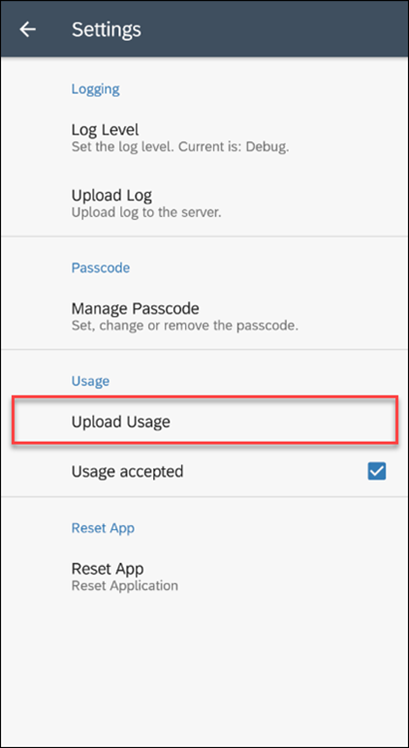 Settings
Logging
Log Level
Set the log level. Current is: Debug.
Upload Log
Upload log to the server.
Passcode
Manage Passcode
Set, change or remove the passcode.
Usage
Upload Usage
Usage accepted
Reset App
Reset App
Reset Application